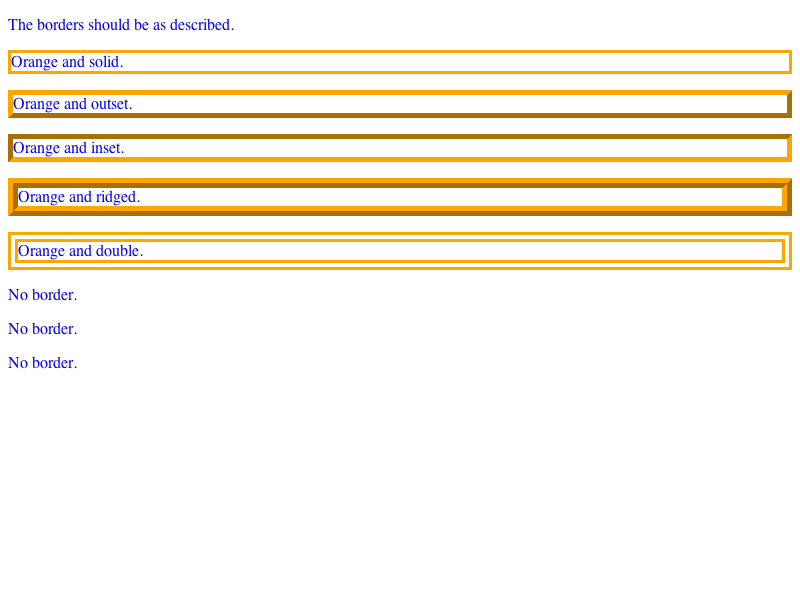 The borders should be as described.
Orange and solid.
Orange and outset.
Orange and inset.
Orange and ridged.
Orange and double.
No border.
No border.
No border.